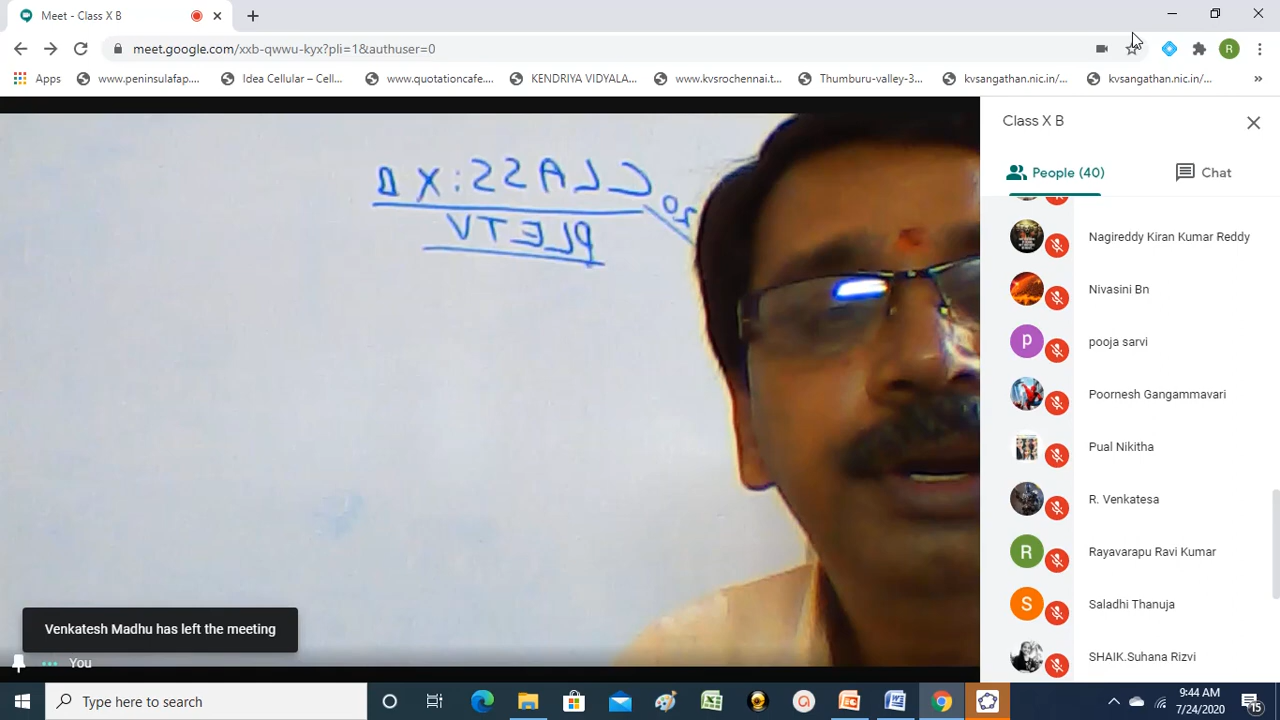 Meet - Class X B
meet.google.com/xxb-qwwu-kyx?pli=1&authuser=0
R
Apps
www.peninsulafap....
Idea Cellular – Cell...
www.quotationcafe....
KENDRIYA VIDYALA...
www.kvsrochennai.t...
Thumburu-valley-3...
kvsangathan.nic.in/...
kvsangathan.nic.in/...
CLASS: X
PLETV
20
Class X B
People (40)
Chat
Nagireddy Kiran Kumar Reddy
Nivasini Bn
p
pooja sarvi
Poornesh Gangammavari
Pual Nikitha
R. Venkatesa
R
Rayavarapu Ravi Kumar
S
Saladhi Thanuja
SHAIK.Suhana Rizvi
Venkatesh Madhu has left the meeting
You
Type here to search
9:44 AM
7/24/2020
15